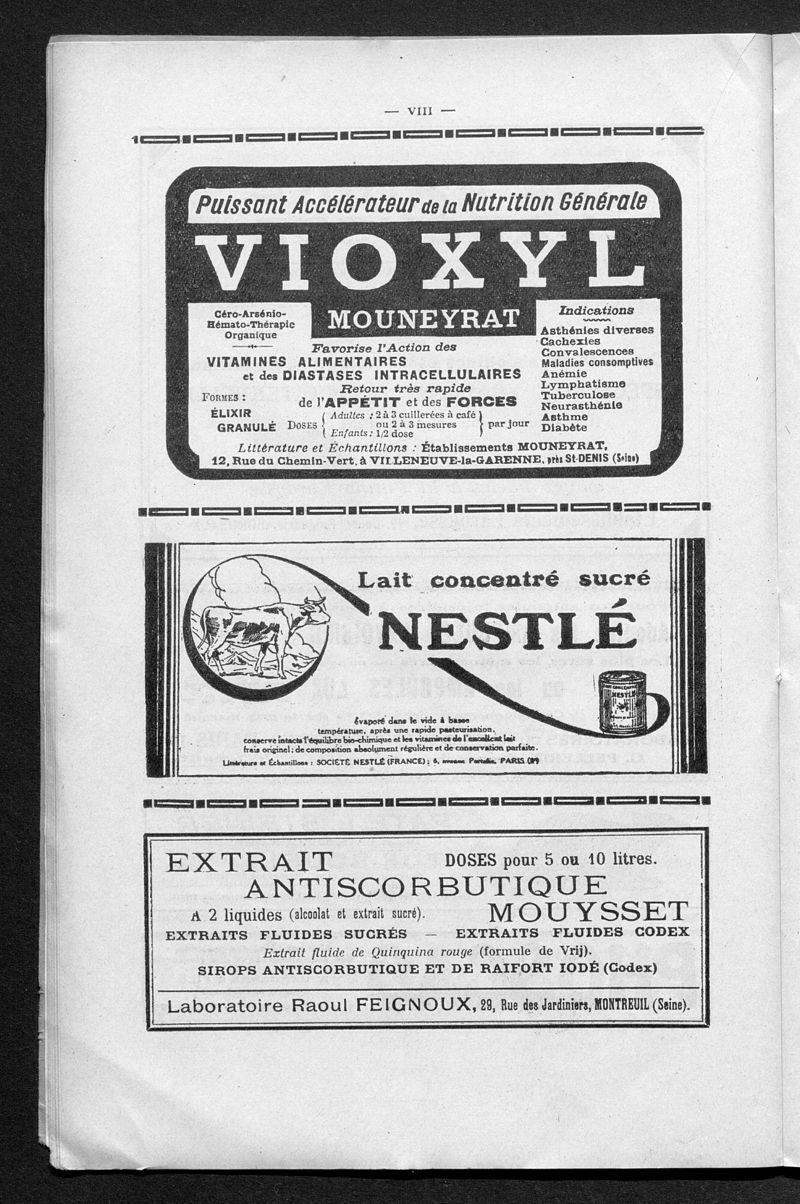 — VIII —
Puissant Accélérateur de la Nutrition Générale
VIOXYL
MOUNEYRAT
Céro-Arsénio-
Hémato-Thérapie
Organique
Indications
Asthénies diverses
Cachexies
Convalescences
Maladies consomptives
Anémie
Lymphatisme
Tuberculose
Neurasthénie
Asthme
Diabète
Favorise l'Action des
VITAMINES ALIMENTAIRES
et des DIASTASES INTRACELLULAIRES
Retour très rapide
de l'APPÉTIT et des FORCES
FORMES :
ÉLIXIR
GRANULÉ
DOSES { Adultes : 2 à 3 cuillerées à café
ou 2 à 3 mesures
Enfants : 1/2 dose } par jour
Littérature et Échantillons : Établissements MOUNEYRAT,
12, Rue du Chemin-Vert, à VILLENEUVE-la-GARENNE, près St-DENIS (Seine)
Lait concentré sucré
NESTLÉ
NESTLÉ
évaporé dans le vide à basse
température, après une rapide pasteurisation,
conserve intacts l'équilibre bio-chimique et les vitamines de l'excellent lait
frais originel ; de composition absolument régulière et de conservation parfaite.
Littérature et Échantillons : SOCIÉTÉ NESTLÉ (FRANCE) ; 6, avenue Portalis, PARIS (8e)
EXTRAIT DOSES pour 5 ou 10 litres.
ANTISCORBUTIQUE
A 2 liquides (alcoolat et extrait sucré). MOUYSSET
EXTRAITS FLUIDES SUCRÉS — EXTRAITS FLUIDES CODEX
Extrait fluide de Quinquina rouge (formule de Vrij).
SIROPS ANTISCORBUTIQUE ET DE RAIFORT IODÉ (Codex)
Laboratoire Raoul FEIGNOUX, 29, Rue des Jardiniers, MONTREUIL (Seine).